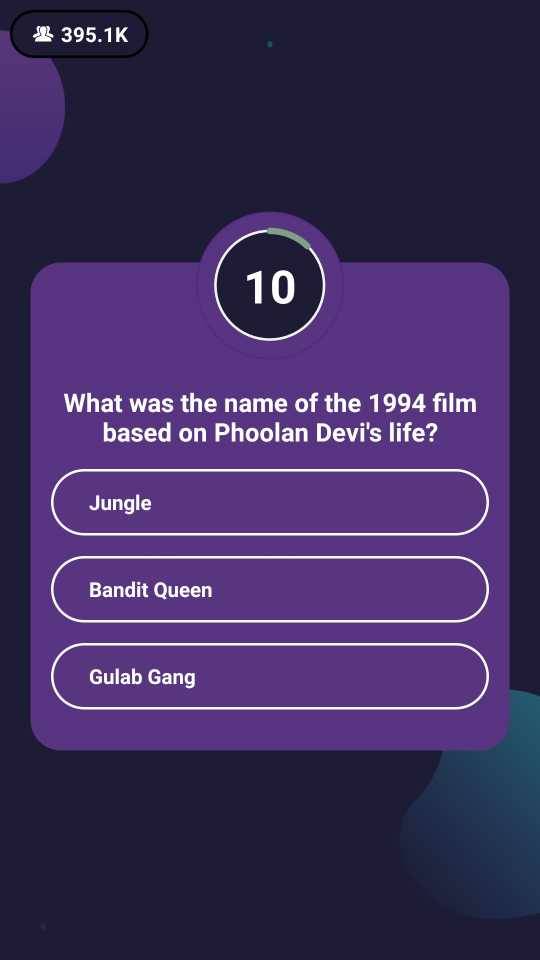 395.1K
10
What was the name of the 1994 film
based on Phoolan Devi's life?
Jungle
Bandit Queen
Gulab Gang